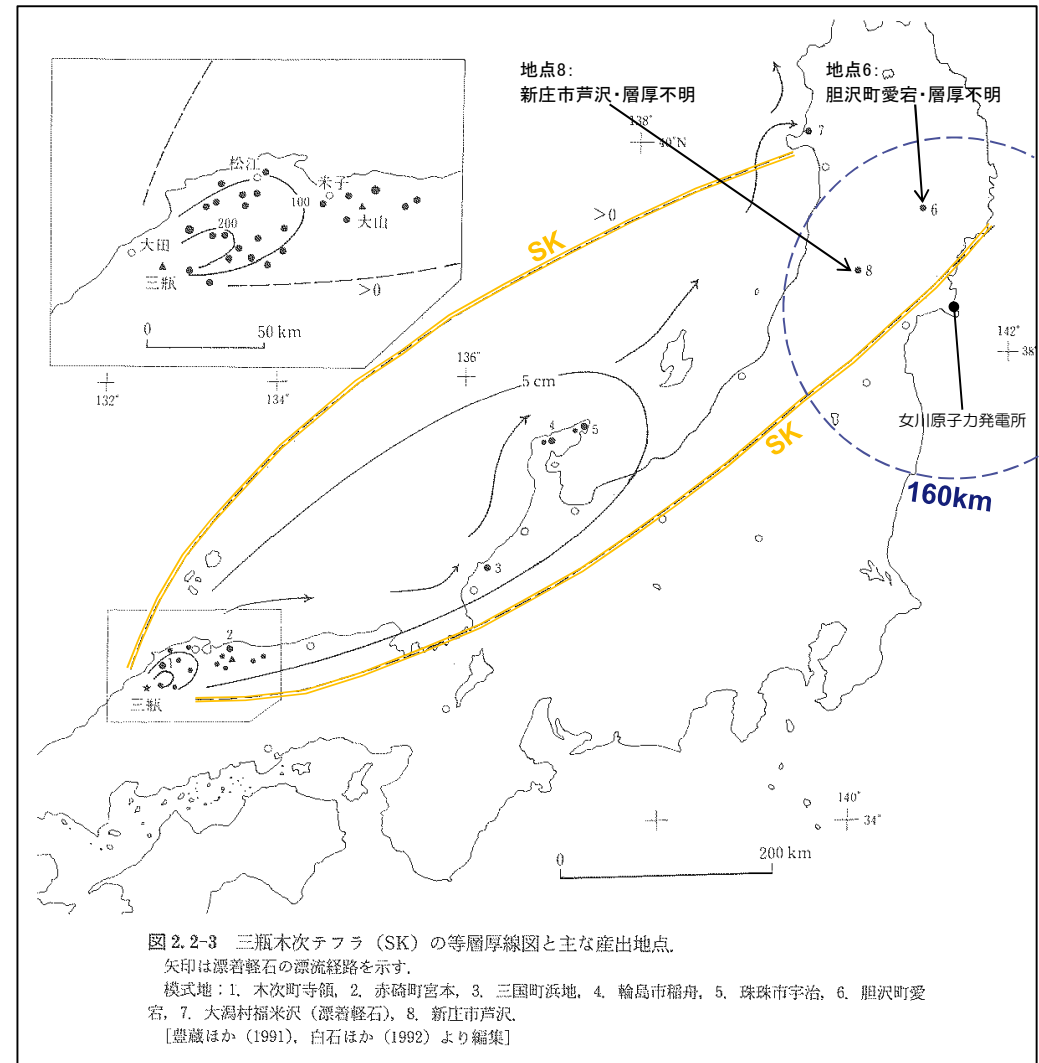 地点8:
新庄市芦沢・層厚不明
地点6:
胆沢町愛宕・層厚不明
138°
40°N
7
6
8
>0
SK
松江
米子
100
大山
200
大田
三瓶
>0
0
50 km
132°
134°
136°
142°
38°
5 cm
4
5
女川原子力発電所
SK
160km
3
2
1
三瓶
140°
34°
0
200 km
図 2.2-3 三瓶木次テフラ（SK）の等層厚線図と主な産出地点.
矢印は漂着軽石の漂流経路を示す.
模式地：1. 木次町寺領, 2. 赤碕町宮本, 3. 三国町浜地, 4. 輪島市稲舟, 5. 珠珠市宇治, 6. 胆沢町愛
宕, 7. 大潟村福米沢（漂着軽石）, 8. 新庄市芦沢.
［豊蔵ほか（1991）, 白石ほか（1992）より編集］